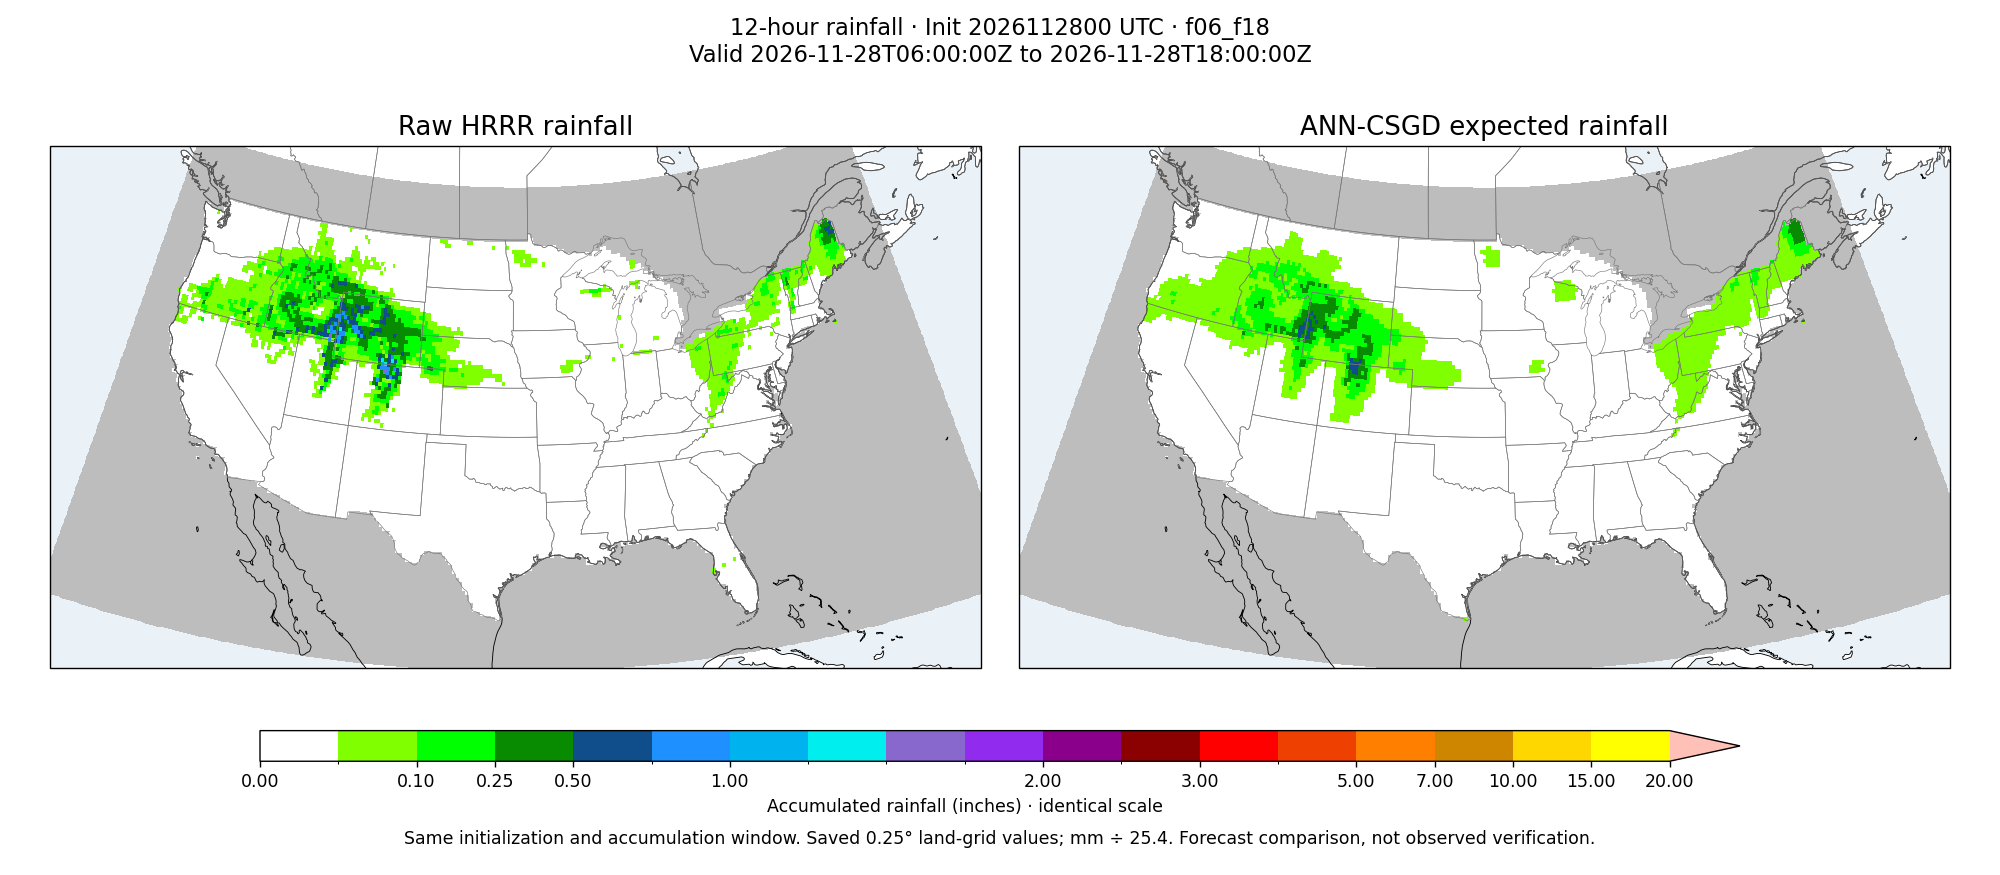 12-hour rainfall · Init 2026112800 UTC · f06_f18
Valid 2026-11-28T06:00:00Z to 2026-11-28T18:00:00Z
Raw HRRR rainfall
ANN-CSGD expected rainfall
0.00 0.10 0.25 0.50 1.00 2.00 3.00 5.00 7.00 10.00 15.00 20.00
Accumulated rainfall (inches) · identical scale
Same initialization and accumulation window. Saved 0.25° land-grid values; mm ÷ 25.4. Forecast comparison, not observed verification.